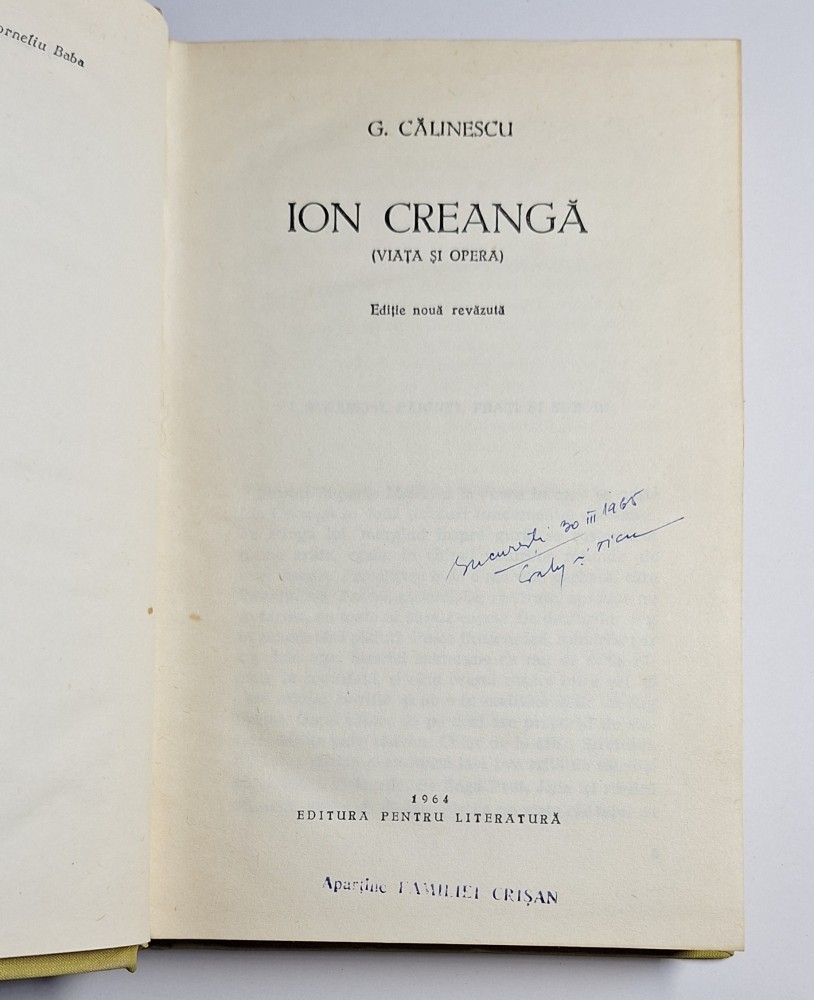 orneliu Baba
G. CĂLINESCU
ION CREANGĂ
(VIAȚA ȘI OPERA)
Ediție nouă revăzută
București 30 III 1965
1964
EDITURA PENTRU LITERATURĂ
Aparține FAMILIEI CRIȘAN